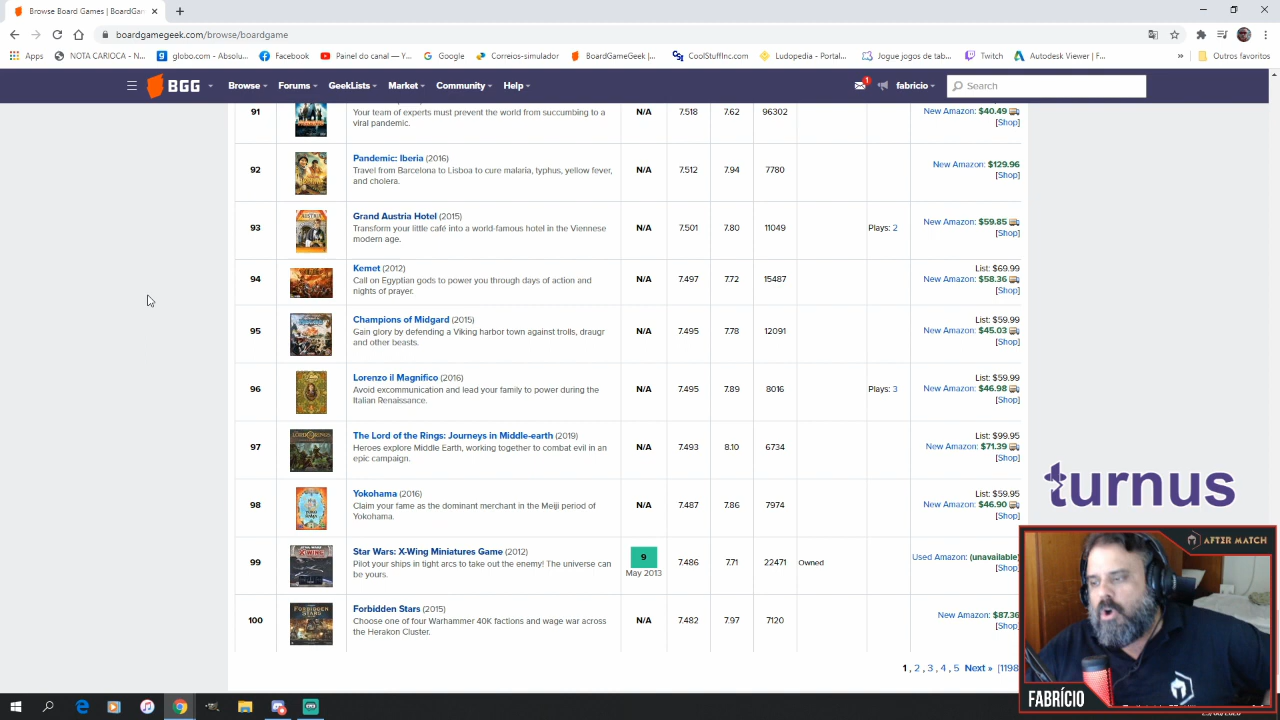 Browse Games | BoardGam
boardgamegeek.com/browse/boardgame
Apps
NOTA CARIOCA - N...
globo.com - Absolu...
Facebook
Painel do canal — Y...
Google
Correios-simulador
BoardGameGeek | G...
CoolStuffInc.com
Ludopedia - Portal...
Jogue jogos de tab...
Twitch
Autodesk Viewer | F...
»
Outros favoritos
BGG
Browse
Forums
GeekLists
Market
Community
Help
1
fabricio
Search
91
Your team of experts must prevent the world from succumbing to a
viral pandemic.
N/A 7.518 7.62 96302
New Amazon: $40.49
[Shop]
92
Pandemic: Iberia (2016)
Travel from Barcelona to Lisboa to cure malaria, typhus, yellow fever,
and cholera.
N/A 7.512 7.94 7780
New Amazon: $129.96
[Shop]
93
Grand Austria Hotel (2015)
Transform your little café into a world-famous hotel in the Viennese
modern age.
N/A 7.501 7.80 11049 Plays: 2
New Amazon: $59.85
[Shop]
94
Kemet (2012)
Call on Egyptian gods to power you through days of action and
nights of prayer.
N/A 7.497 7.72 15487
List: $69.99
New Amazon: $58.36
[Shop]
95
Champions of Midgard (2015)
Gain glory by defending a Viking harbor town against trolls, draugr
and other beasts.
N/A 7.495 7.78 12091
List: $59.99
New Amazon: $45.03
[Shop]
96
Lorenzo il Magnifico (2016)
Avoid excommunication and lead your family to power during the
Italian Renaissance.
N/A 7.495 7.89 8016 Plays: 3
List: $59.99
New Amazon: $46.98
[Shop]
97
The Lord of the Rings: Journeys in Middle-earth (2019)
Heroes explore Middle Earth, working together to combat evil in an
epic campaign.
N/A 7.493 8.10 6734
List: $99.95
New Amazon: $71.39
[Shop]
98
Yokohama (2016)
Claim your fame as the dominant merchant in the Meiji period of
Yokohama.
N/A 7.487 7.86 7974
List: $59.95
New Amazon: $46.90
[Shop]
99
Star Wars: X-Wing Miniatures Game (2012)
Pilot your ships in tight arcs to take out the enemy! The universe can
be yours.
9
May 2013
7.486 7.71 22471 Owned
Used Amazon: (unavailable)
[Shop]
100
Forbidden Stars (2015)
Choose one of four Warhammer 40K factions and wage war across
the Herakon Cluster.
N/A 7.482 7.97 7120
New Amazon: $87.36
[Shop]
1 , 2 , 3 , 4 , 5 Next » [1198
turnus
AFT2R MATCH
FABRÍCIO